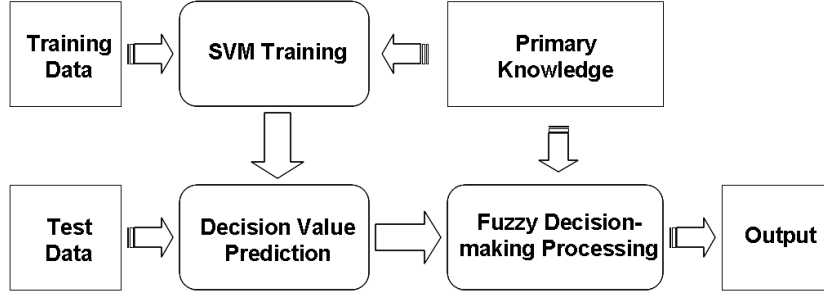 Training
Data
SVM Training
Primary
Knowledge
Test
Data
Decision Value
Prediction
Fuzzy Decision-
making Processing
Output